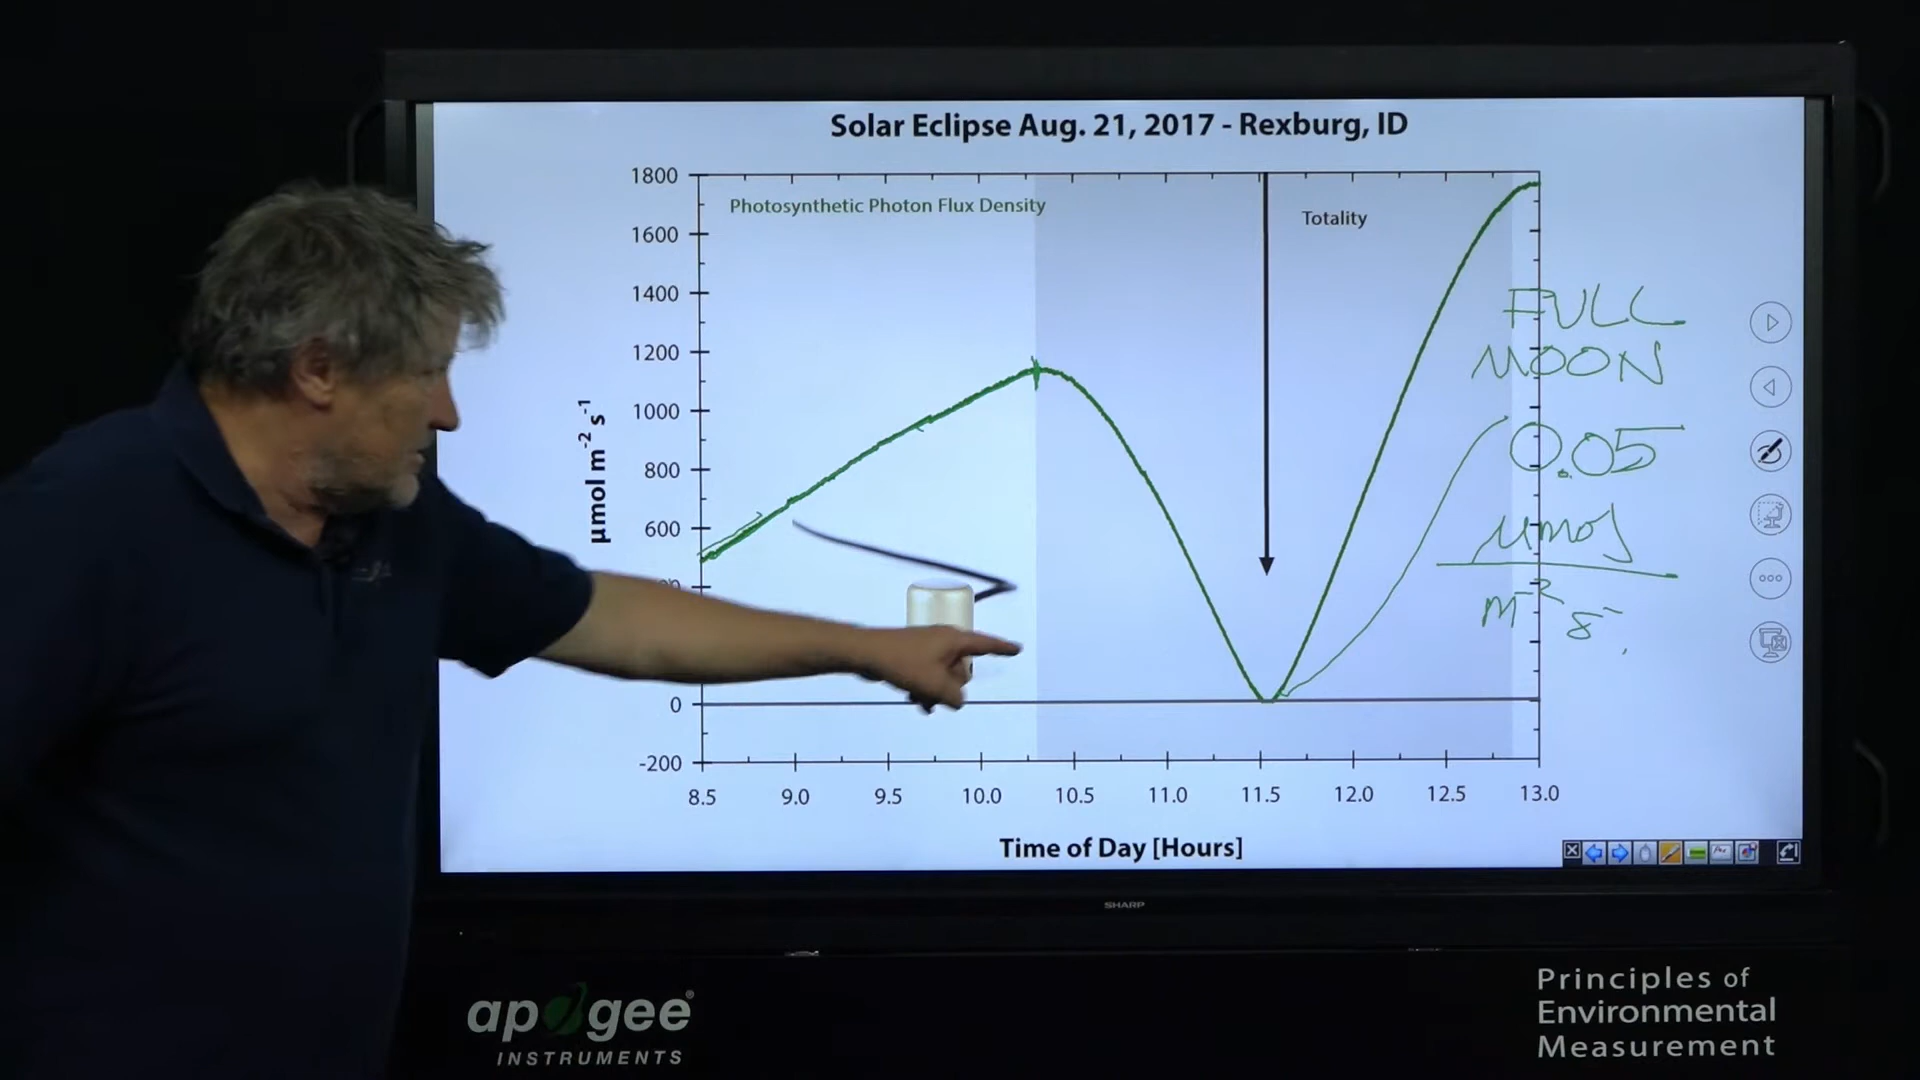 Solar Eclipse Aug. 21, 2017 - Rexburg, ID
Photosynthetic Photon Flux Density
Totality
1800
1600
1400
1200
1000
800
600
0
-200
µmol m⁻² s⁻¹
8.5 9.0 9.5 10.0 10.5 11.0 11.5 12.0 12.5 13.0
Time of Day [Hours]
FULL
MOON
0.05
µmol
SHARP
apogee®
INSTRUMENTS
Principles of
Environmental
Measurement